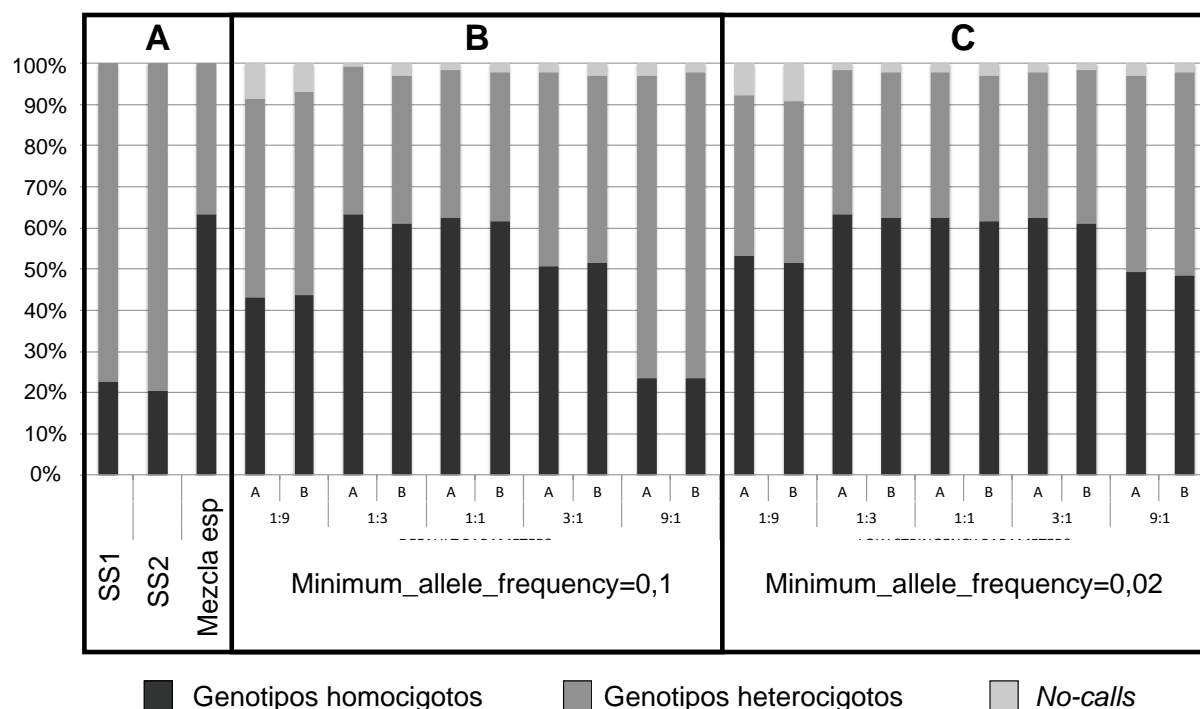 A B C
100%
90%
80%
70%
60%
50%
40%
30%
20%
10%
0%
A B A B A B A B A B A B A B A B A B A B
1:9 1:3 1:1 3:1 9:1 1:9 1:3 1:1 3:1 9:1
SS1
SS2
Mezcla esp
Minimum_allele_frequency=0,1 Minimum_allele_frequency=0,02
Genotipos homocigotos Genotipos heterocigotos No-calls